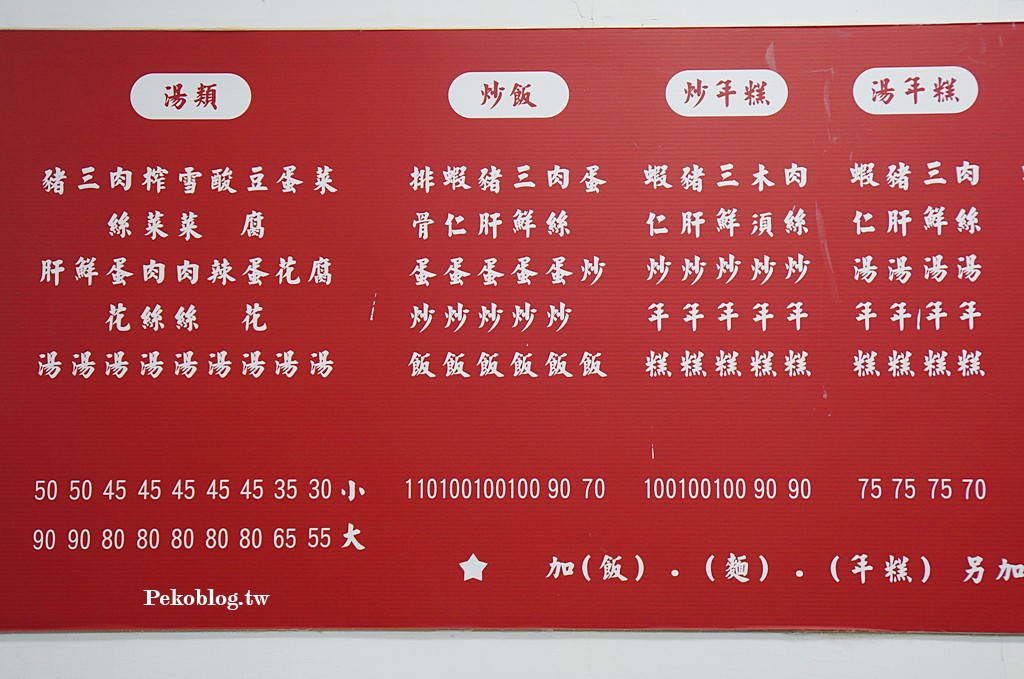 湯年糕
肉絲湯年糕 70
三鮮湯年糕 75
豬肝湯年糕 75
蝦仁湯年糕 75
炒年糕
肉絲炒年糕 90
木湏炒年糕 90
三鮮炒年糕 100
豬肝炒年糕 100
蝦仁炒年糕 100
炒飯
蛋炒飯 70
肉絲蛋炒飯 90
三鮮蛋炒飯 100
豬肝蛋炒飯 100
蝦仁蛋炒飯 100
排骨蛋炒飯 110
湯類
小 大
菜腐湯 30 55
蛋花湯 35 65
豆腐蛋花湯 45 80
酸辣湯 45 80
雪菜肉絲湯 45 80
榨菜肉絲湯 45 80
肉絲蛋花湯 45 80
三鮮湯 50 90
豬肝湯 50 90
★ 加(飯).(麵).(年糕) 另加
Pekoblog.tw